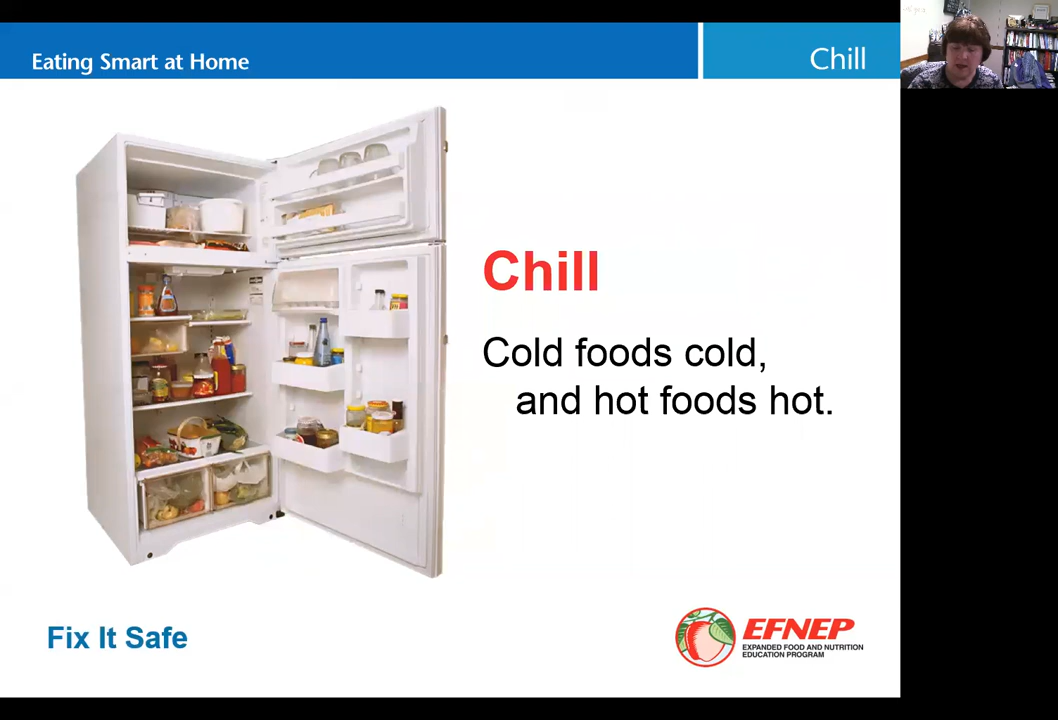 Eating Smart at Home
Chill
Chill
Cold foods cold,
and hot foods hot.
Fix It Safe
EFNEP
EXPANDED FOOD AND NUTRITION
EDUCATION PROGRAM